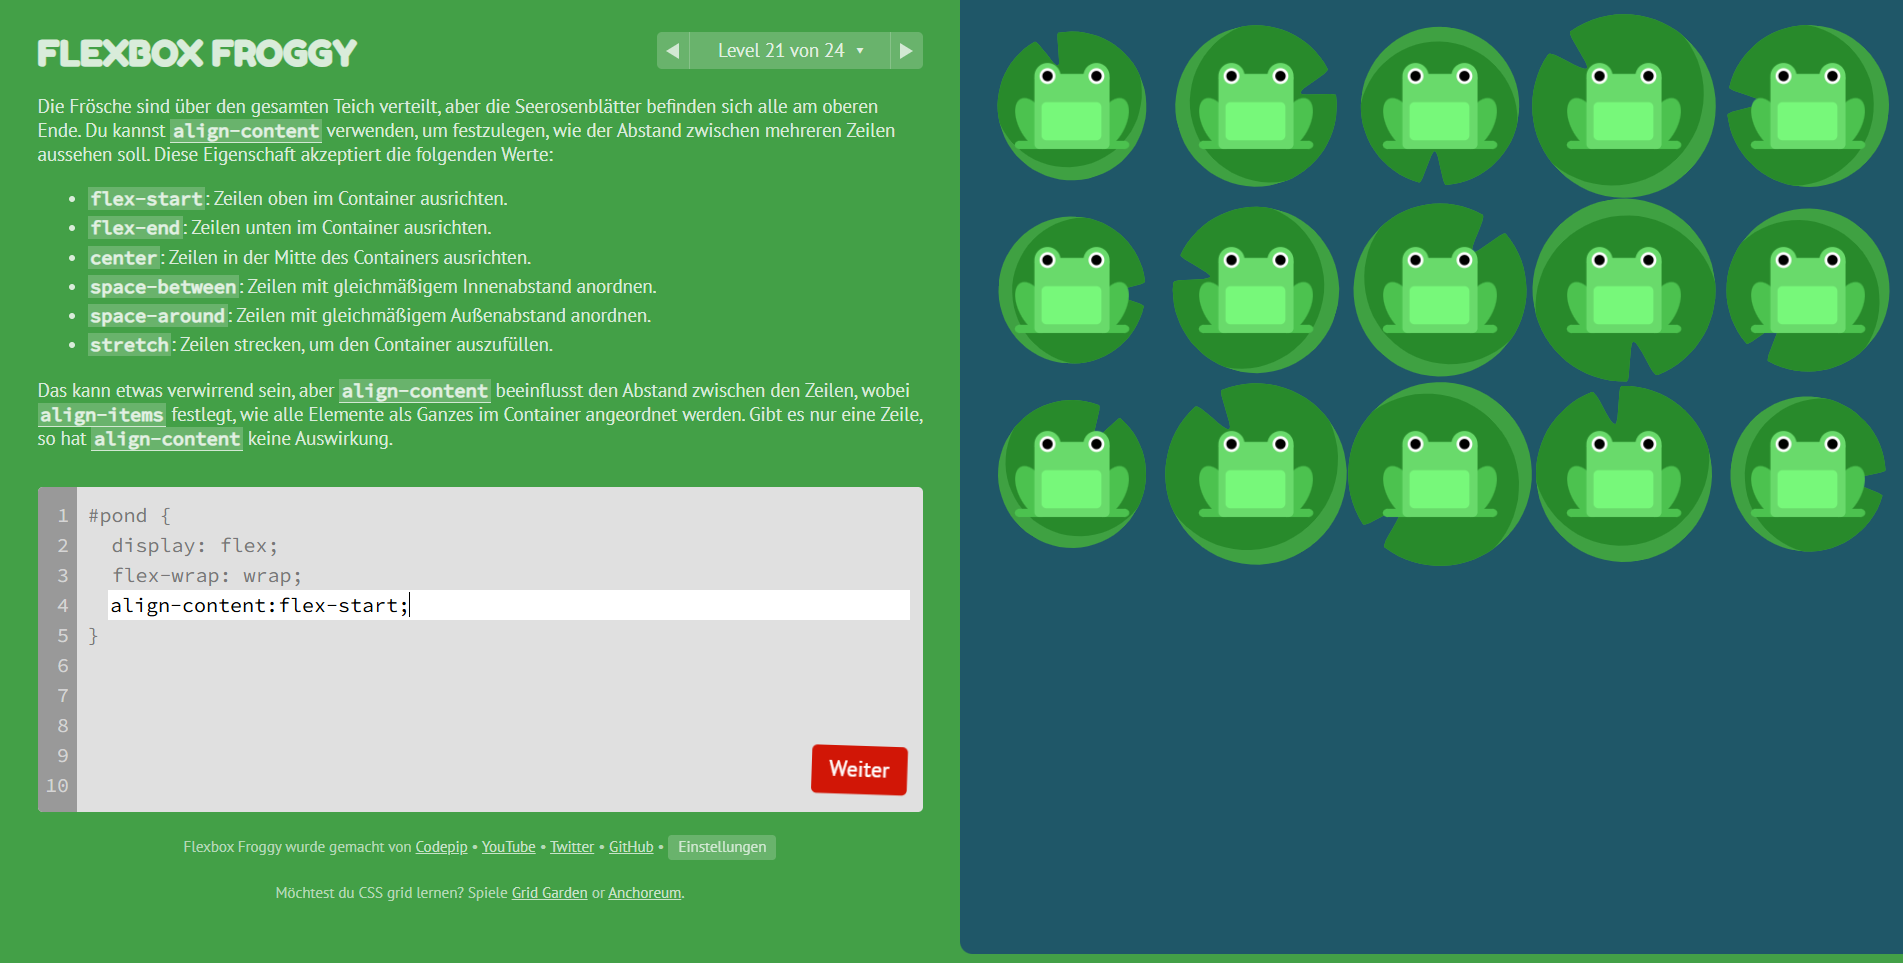 FLEXBOX FROGGY
◀ Level 21 von 24 ▾ ▶
Die Frösche sind über den gesamten Teich verteilt, aber die Seerosenblätter befinden sich alle am oberen
Ende. Du kannst align-content verwenden, um festzulegen, wie der Abstand zwischen mehreren Zeilen
aussehen soll. Diese Eigenschaft akzeptiert die folgenden Werte:
• flex-start: Zeilen oben im Container ausrichten.
• flex-end: Zeilen unten im Container ausrichten.
• center: Zeilen in der Mitte des Containers ausrichten.
• space-between: Zeilen mit gleichmäßigem Innenabstand anordnen.
• space-around: Zeilen mit gleichmäßigem Außenabstand anordnen.
• stretch: Zeilen strecken, um den Container auszufüllen.
Das kann etwas verwirrend sein, aber align-content beeinflusst den Abstand zwischen den Zeilen, wobei
align-items festlegt, wie alle Elemente als Ganzes im Container angeordnet werden. Gibt es nur eine Zeile,
so hat align-content keine Auswirkung.
1 #pond {
2 display: flex;
3 flex-wrap: wrap;
4 align-content:flex-start;
5 }
6
7
8
9
10
Weiter
Flexbox Froggy wurde gemacht von Codepip • YouTube • Twitter • GitHub • Einstellungen
Möchtest du CSS grid lernen? Spiele Grid Garden or Anchoreum.